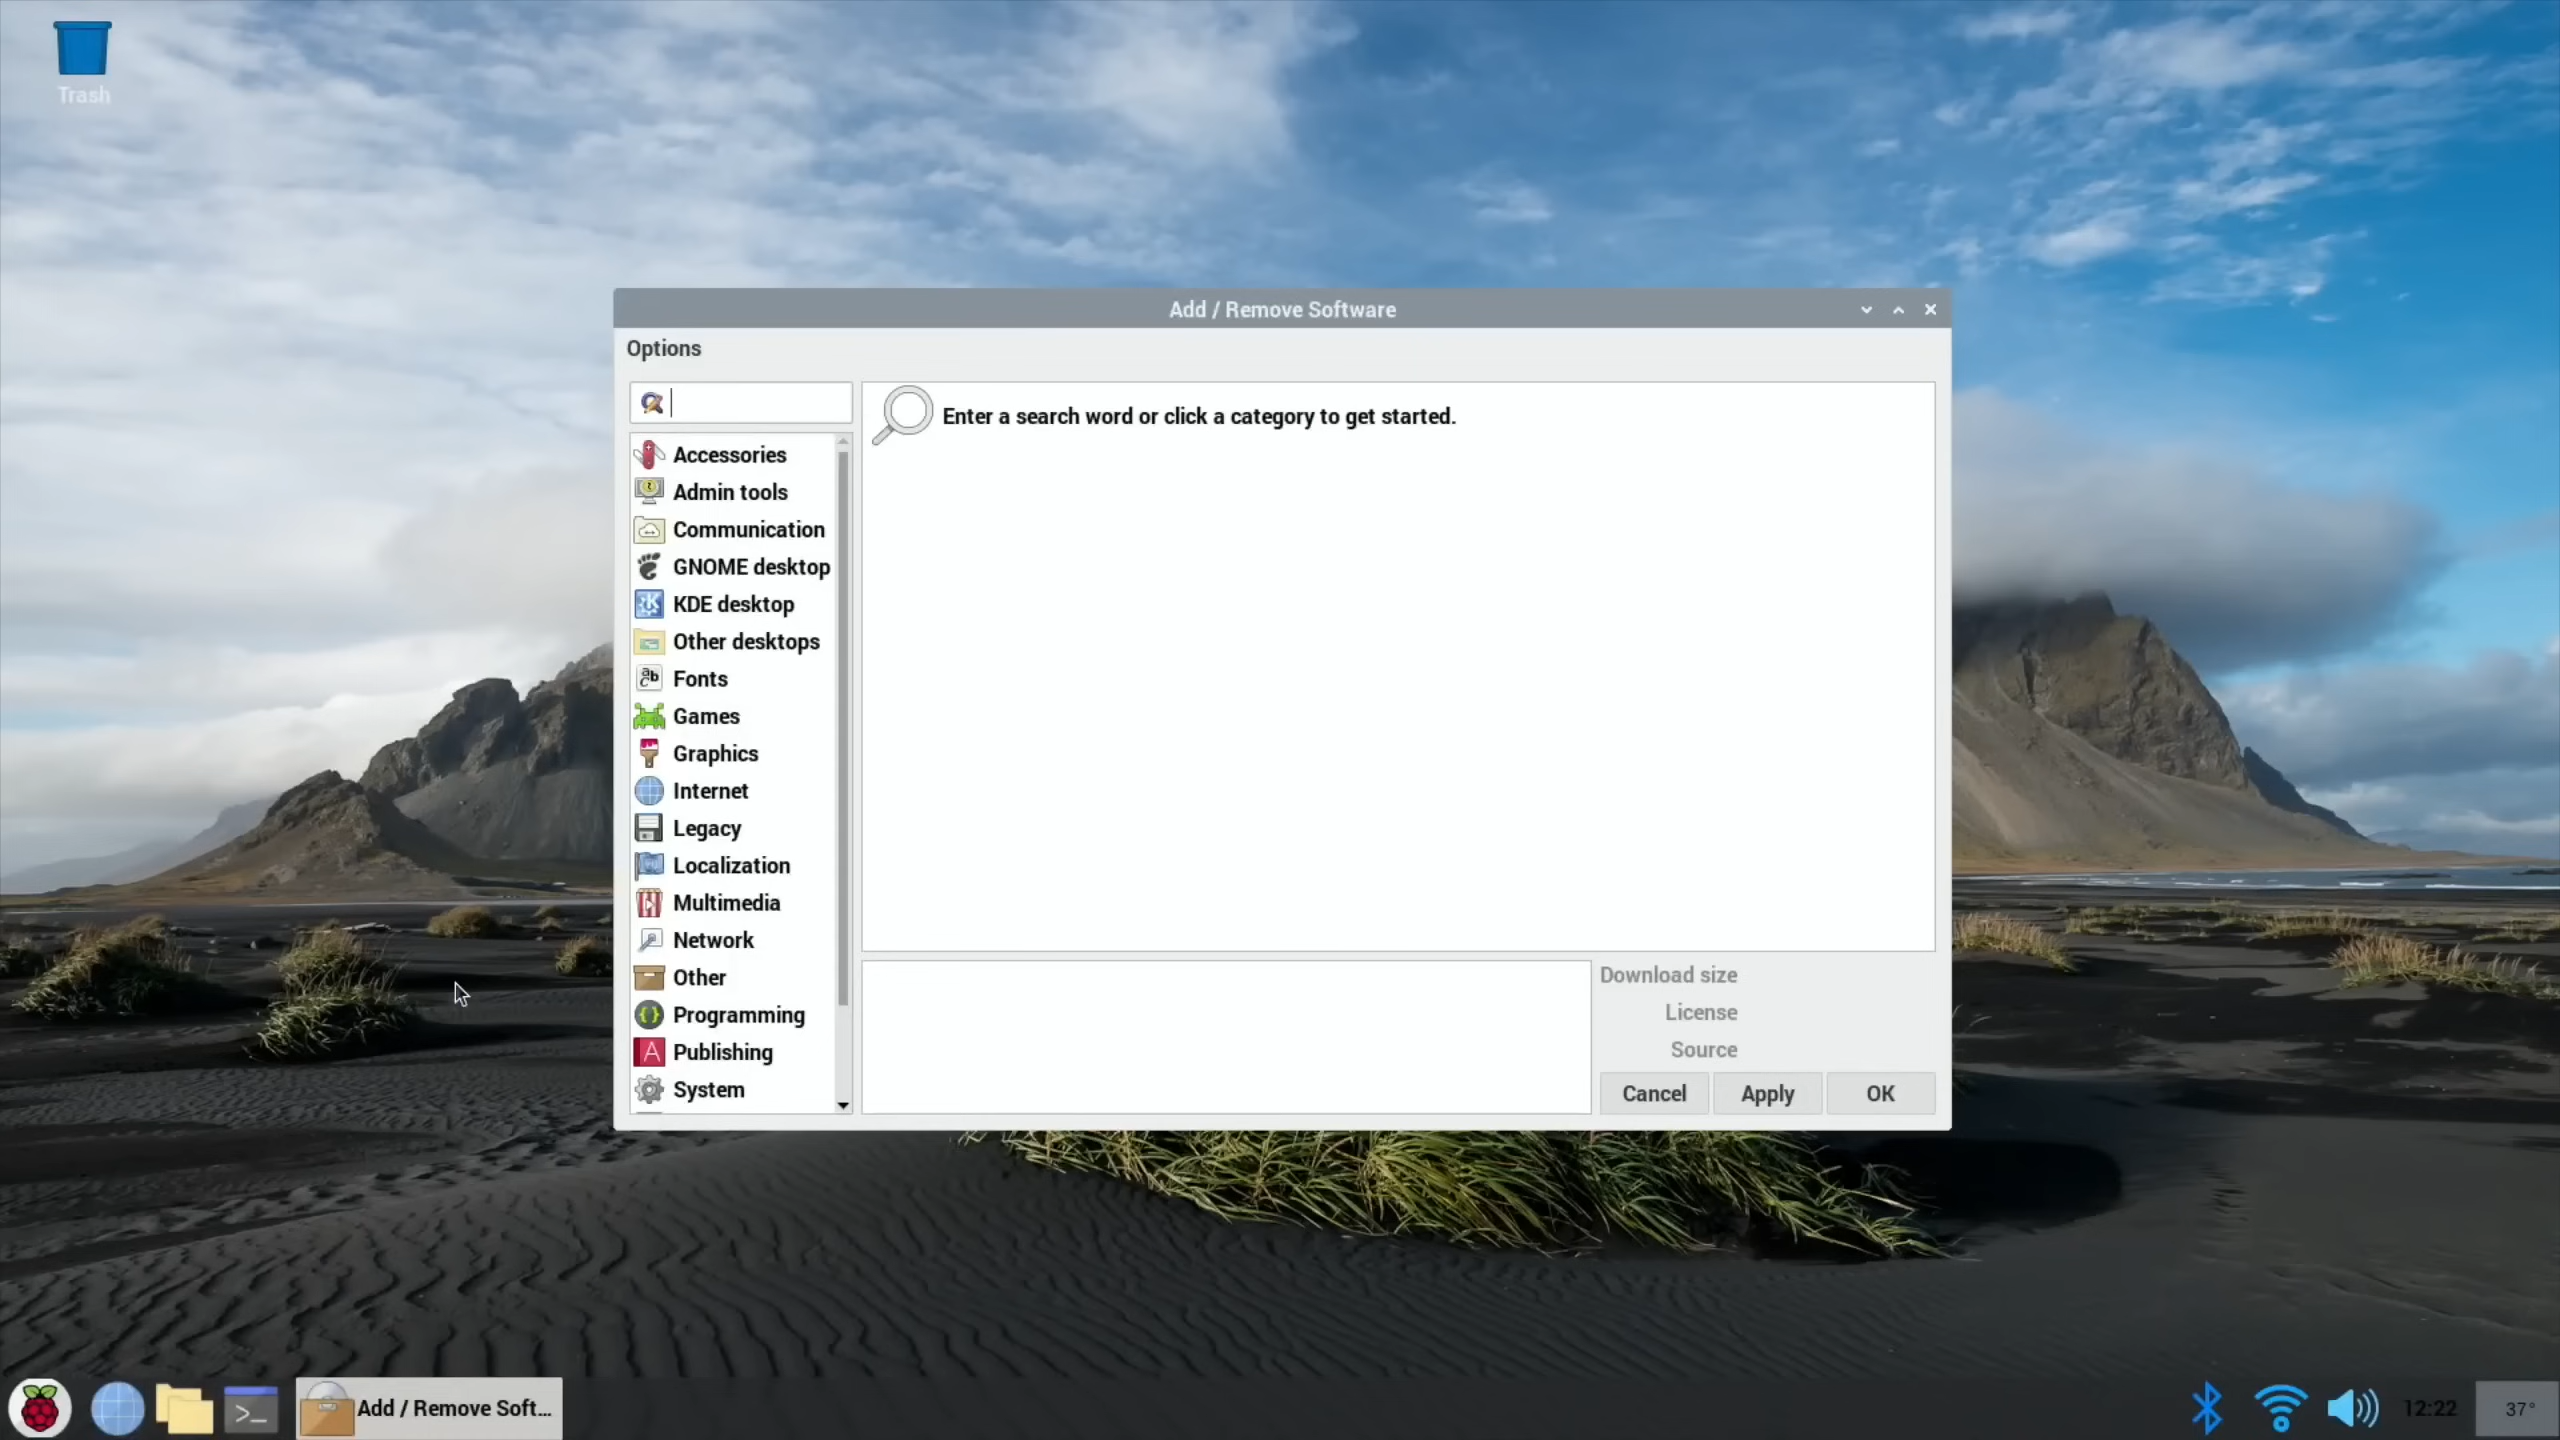 Trash
Add / Remove Software
Options
Enter a search word or click a category to get started.
Accessories
Admin tools
Communication
GNOME desktop
KDE desktop
Other desktops
Fonts
Games
Graphics
Internet
Legacy
Localization
Multimedia
Network
Other
Programming
Publishing
System
Download size
License
Source
Cancel
Apply
OK
Add / Remove Soft...
12:22
37°